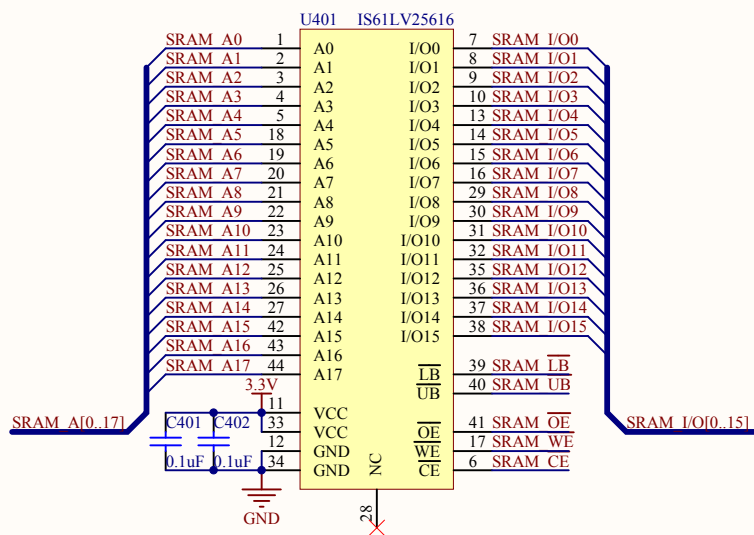 U401 IS61LV25616
SRAM A0 1 A0 I/O0 7 SRAM I/O0
SRAM A1 2 A1 I/O1 8 SRAM I/O1
SRAM A2 3 A2 I/O2 9 SRAM I/O2
SRAM A3 4 A3 I/O3 10 SRAM I/O3
SRAM A4 5 A4 I/O4 13 SRAM I/O4
SRAM A5 18 A5 I/O5 14 SRAM I/O5
SRAM A6 19 A6 I/O6 15 SRAM I/O6
SRAM A7 20 A7 I/O7 16 SRAM I/O7
SRAM A8 21 A8 I/O8 29 SRAM I/O8
SRAM A9 22 A9 I/O9 30 SRAM I/O9
SRAM A10 23 A10 I/O10 31 SRAM I/O10
SRAM A11 24 A11 I/O11 32 SRAM I/O11
SRAM A12 25 A12 I/O12 35 SRAM I/O12
SRAM A13 26 A13 I/O13 36 SRAM I/O13
SRAM A14 27 A14 I/O14 37 SRAM I/O14
SRAM A15 42 A15 I/O15 38 SRAM I/O15
SRAM A16 43 A16
SRAM A17 44 A17 LB 39 SRAM LB
3.3V UB 40 SRAM UB
11 VCC
SRAM A[0..17] C401 C402 33 VCC OE 41 SRAM OE SRAM I/O[0..15]
12 GND WE 17 SRAM WE
0.1uF 0.1uF 34 GND CE 6 SRAM CE
NC
28
GND